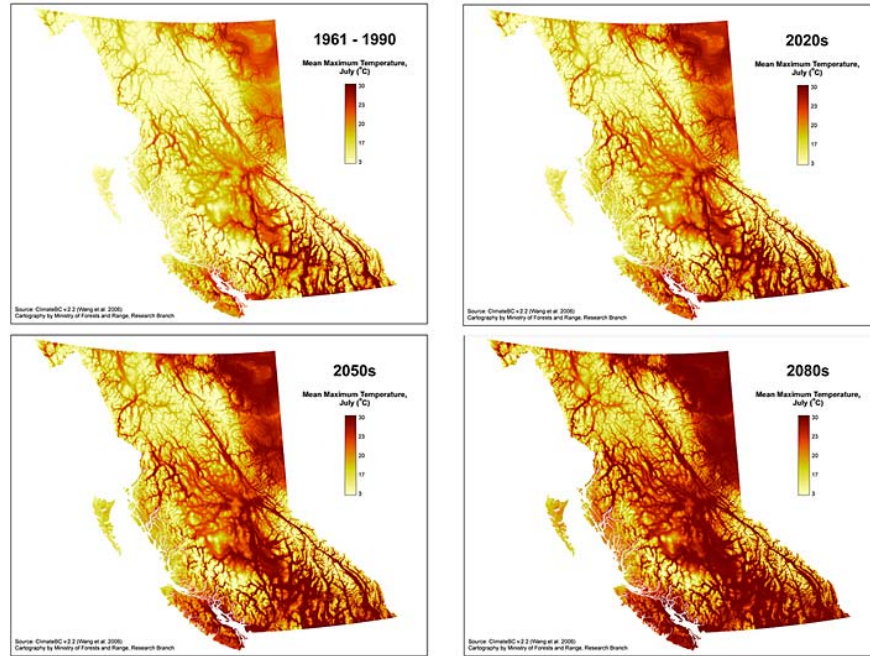 1961 - 1990
Mean Maximum Temperature,
July (°C)
30
23
20
17
3
Source: ClimateBC v.2.2 (Wang et al. 2006)
Cartography by Ministry of Forests and Range, Research Branch
2020s
Mean Maximum Temperature,
July (°C)
30
23
20
17
3
Source: ClimateBC v.2.2 (Wang et al. 2006)
Cartography by Ministry of Forests and Range, Research Branch
2050s
Mean Maximum Temperature,
July (°C)
30
23
20
17
3
Source: ClimateBC v.2.2 (Wang et al. 2006)
Cartography by Ministry of Forests and Range, Research Branch
2080s
Mean Maximum Temperature,
July (°C)
30
23
20
17
3
Source: ClimateBC v.2.2 (Wang et al. 2006)
Cartography by Ministry of Forests and Range, Research Branch